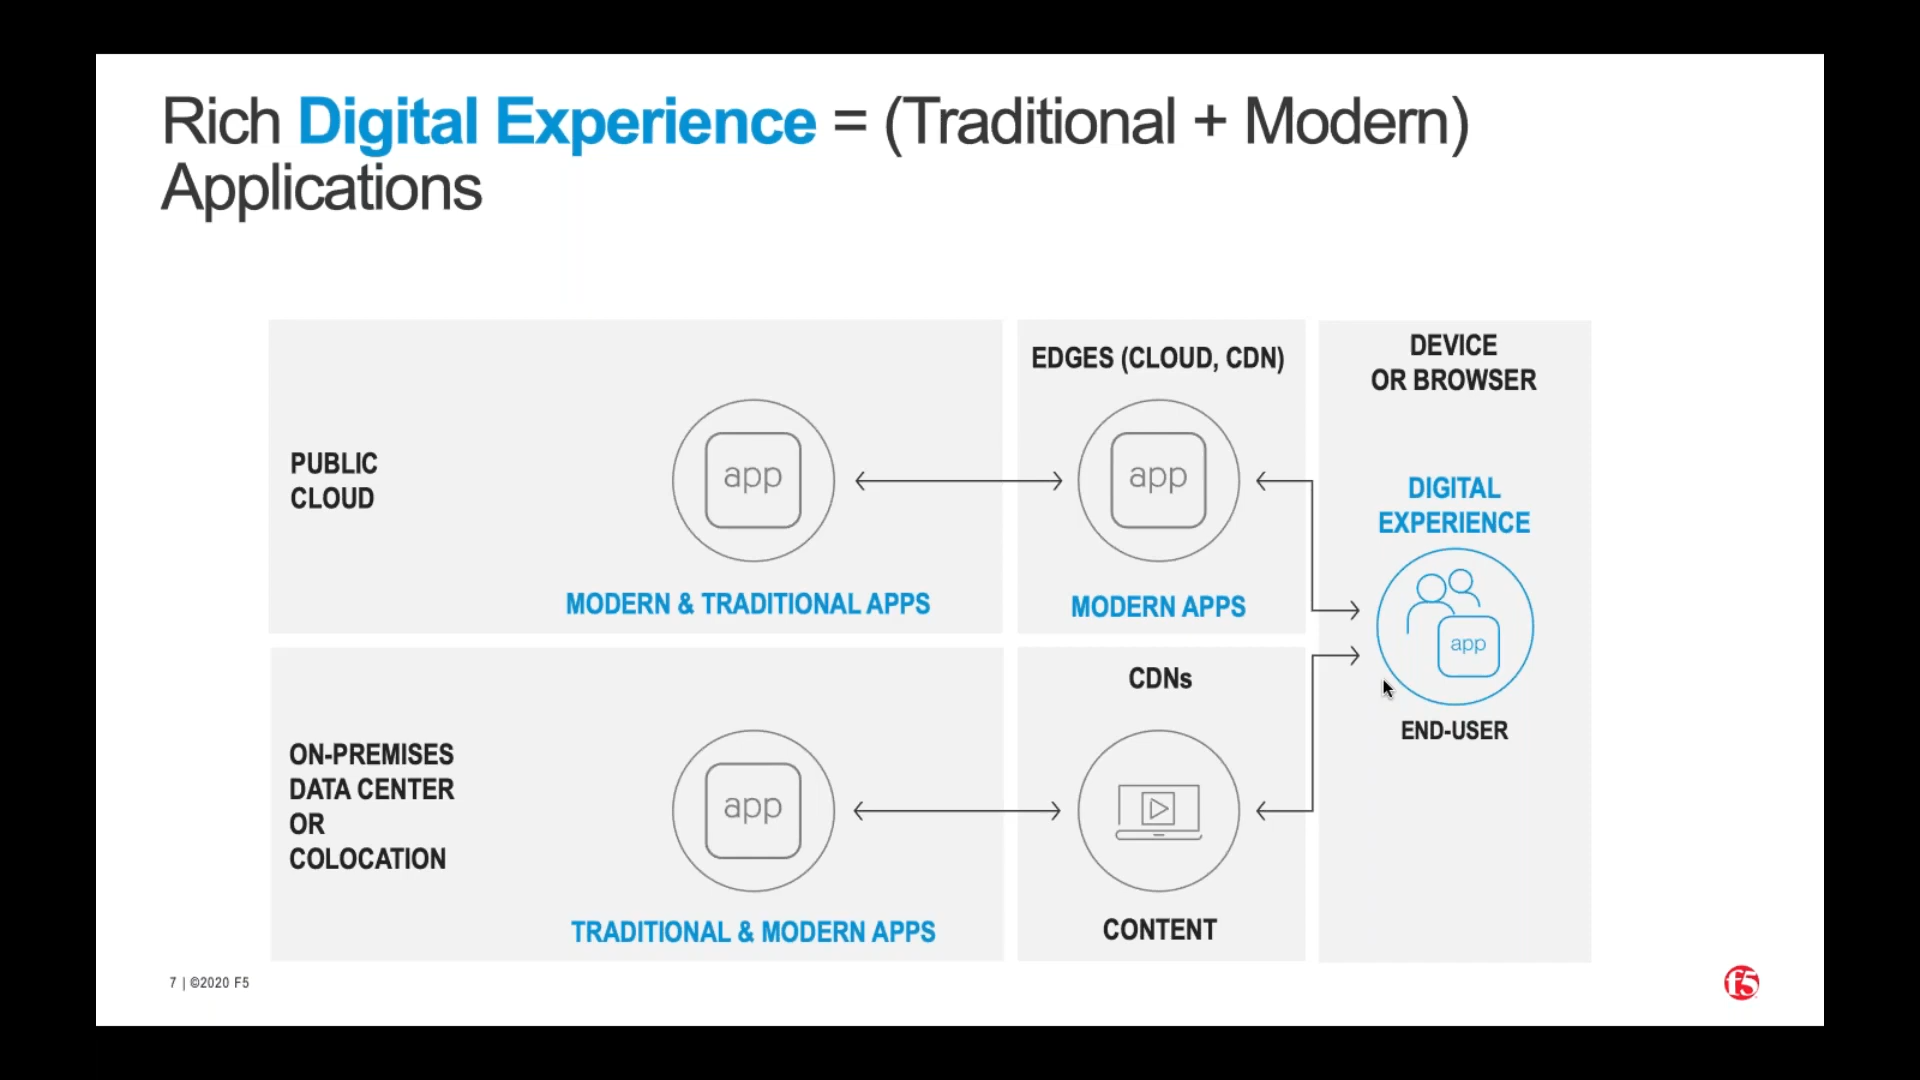 Rich Digital Experience = (Traditional + Modern)
Applications
EDGES (CLOUD, CDN)
DEVICE
OR BROWSER
PUBLIC
CLOUD
app
app
DIGITAL
EXPERIENCE
MODERN & TRADITIONAL APPS
MODERN APPS
app
END-USER
CDNs
ON-PREMISES
DATA CENTER
OR
COLOCATION
app
TRADITIONAL & MODERN APPS
CONTENT
7 | ©2020 F5
f5